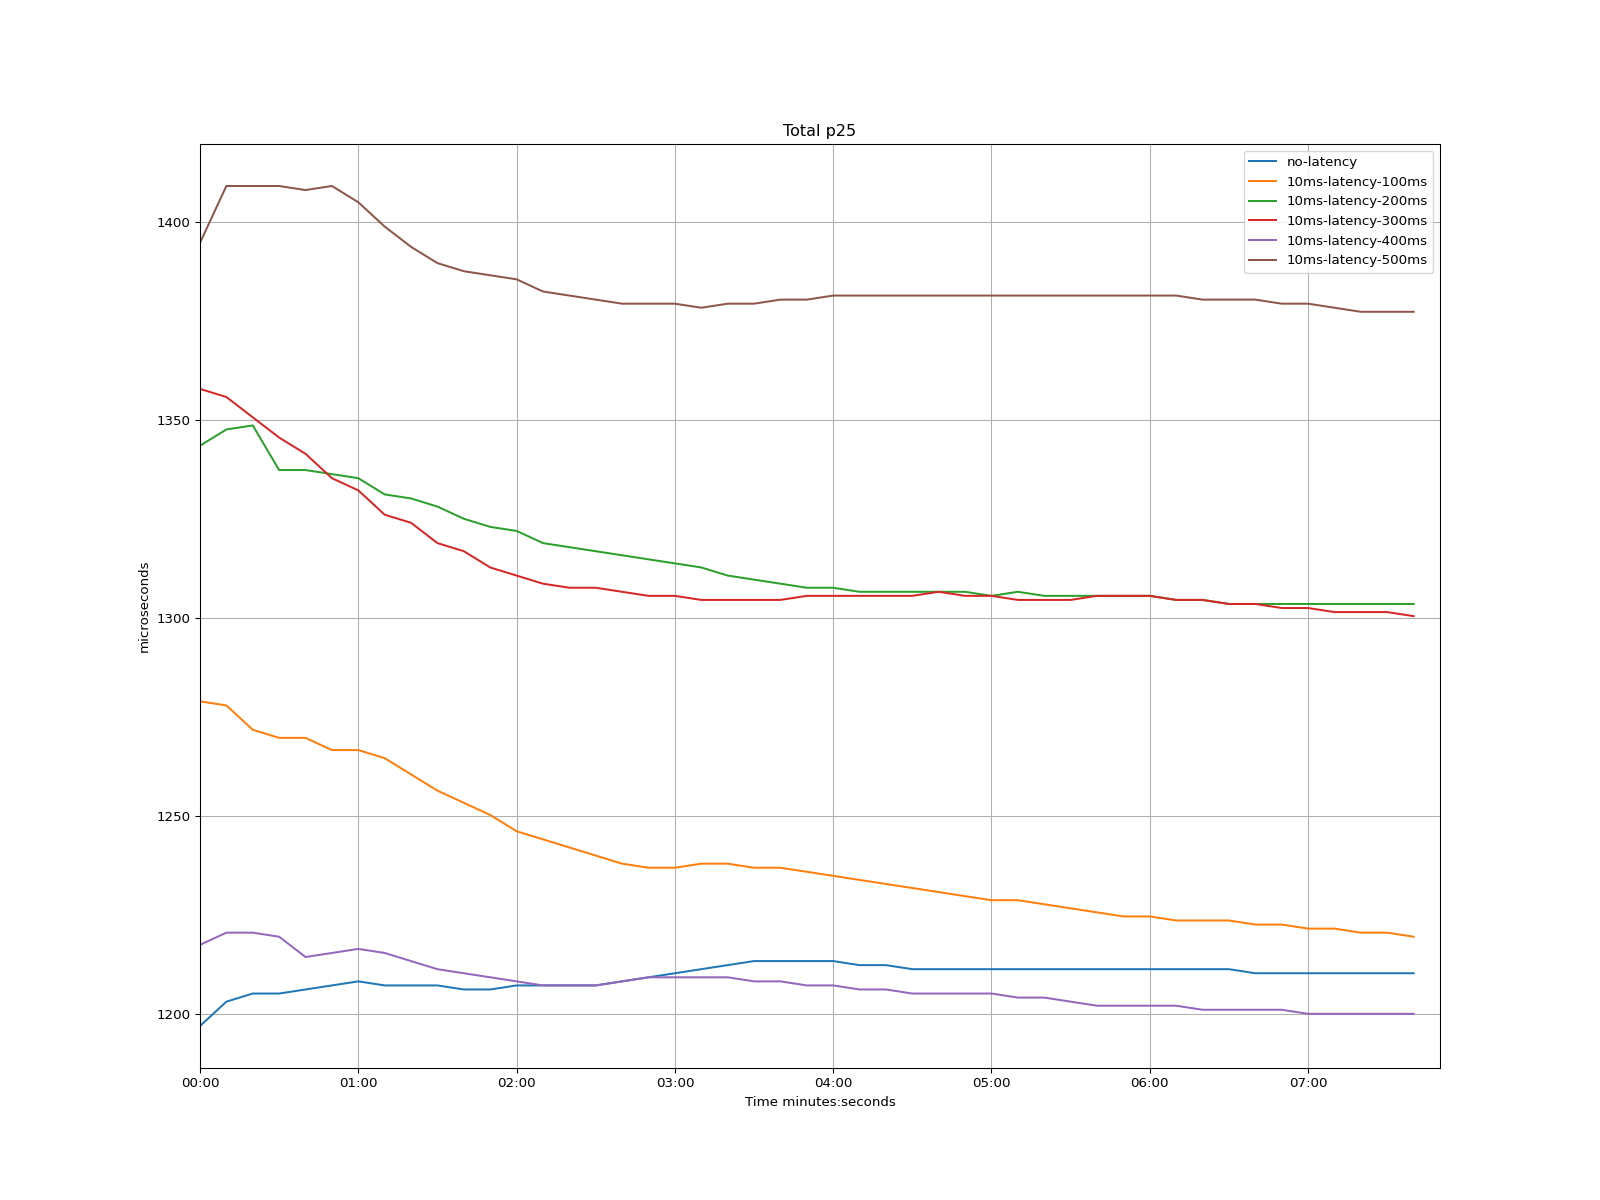 Total p25
no-latency
10ms-latency-100ms
10ms-latency-200ms
10ms-latency-300ms
10ms-latency-400ms
10ms-latency-500ms
1400
1350
1300
1250
1200
microseconds
00:00 01:00 02:00 03:00 04:00 05:00 06:00 07:00
Time minutes:seconds